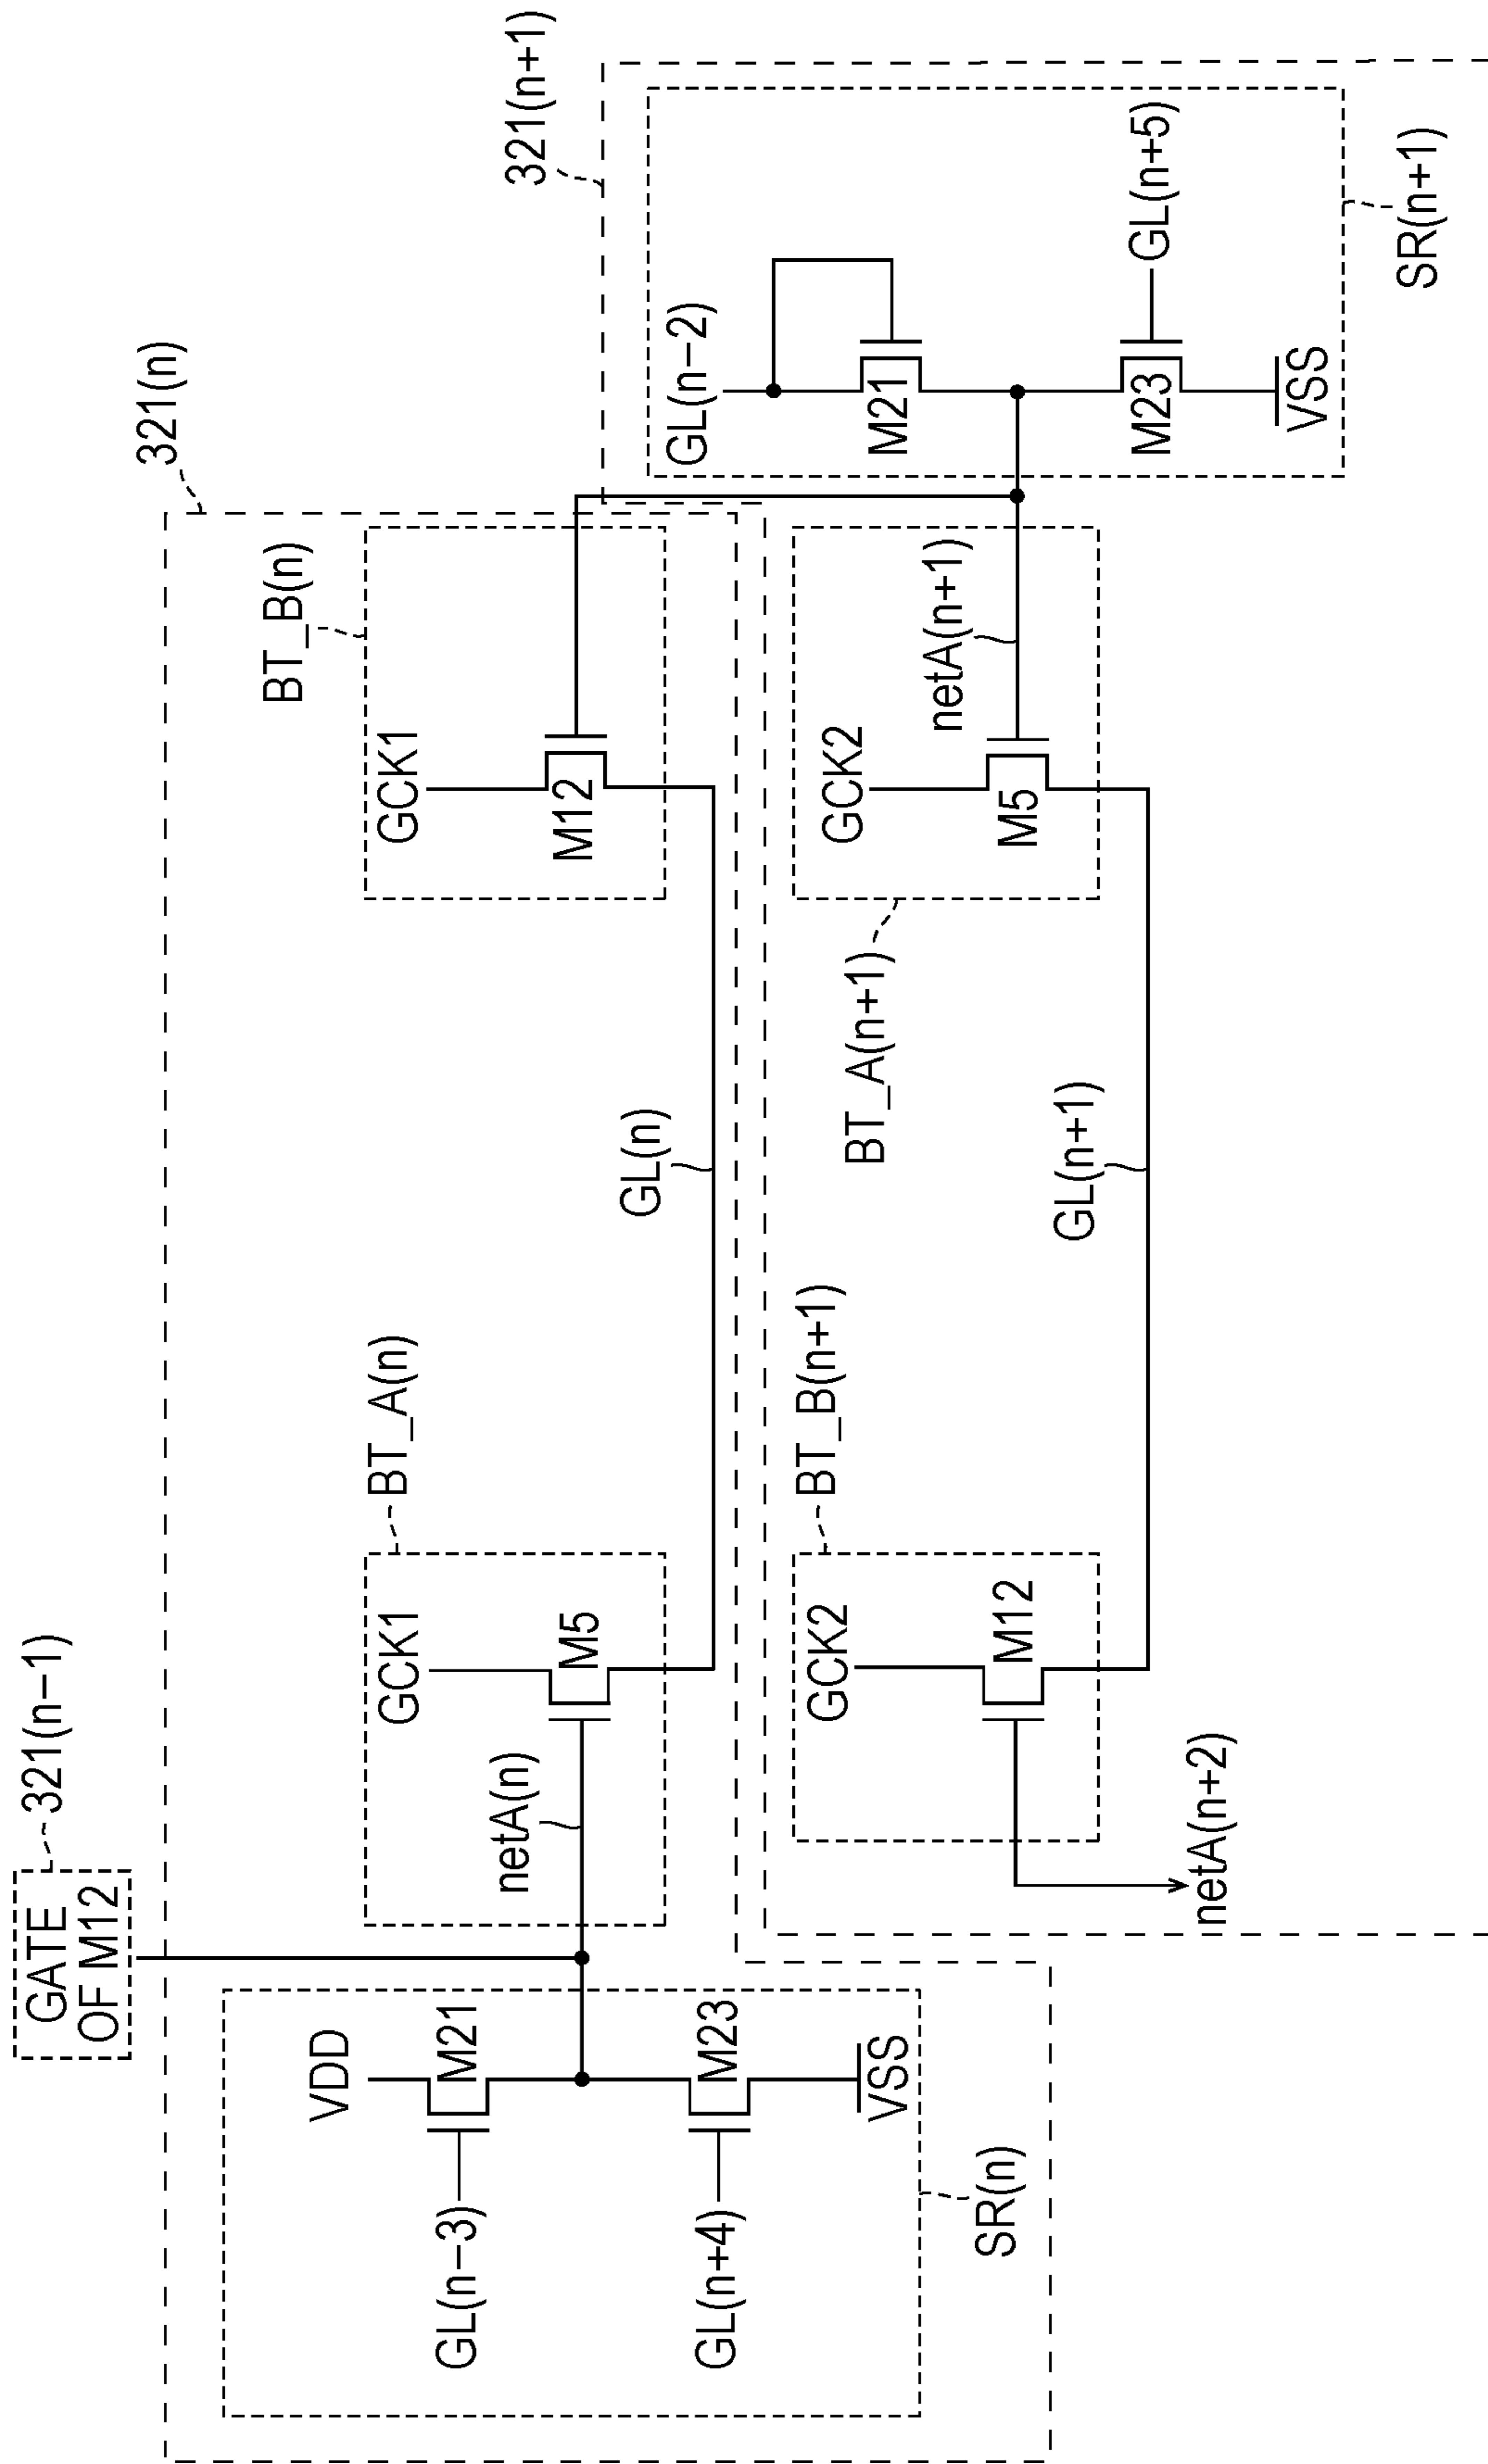 GATE
OF M12
321(n−1)
321(n)
321(n+1)
VDD
M21
GL(n−3)
M23
GL(n+4)
VSS
SR(n)
BT_A(n)
GCK1
M5
netA(n)
GL(n)
BT_B(n)
GCK1
M12
GL(n−2)
M21
M23
GL(n+5)
VSS
SR(n+1)
BT_B(n+1)
GCK2
M12
netA(n+2)
GL(n+1)
BT_A(n+1)
GCK2
M5
netA(n+1)